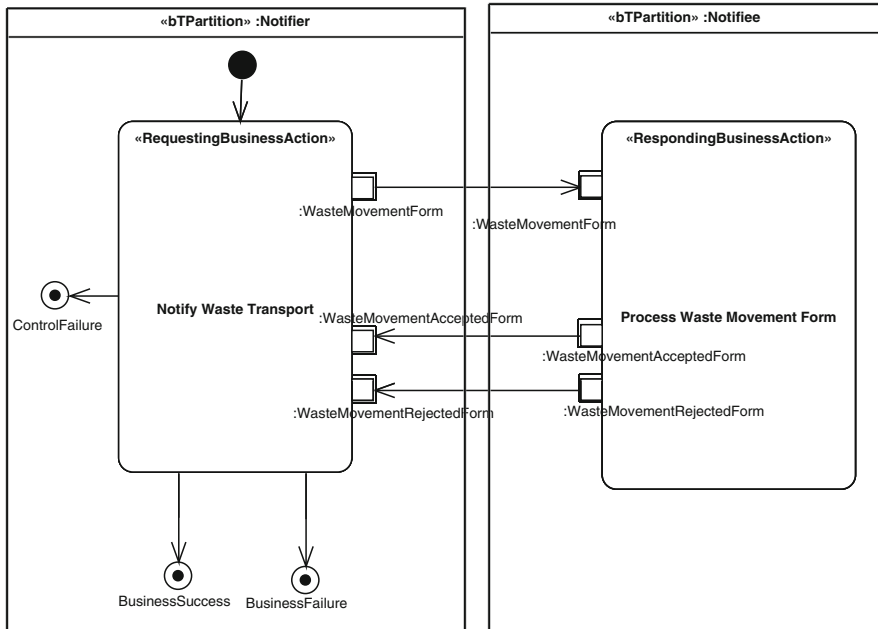 «bTPartition» :Notifier
«bTPartition» :Notifiee
«RequestingBusinessAction»
«RespondingBusinessAction»
:WasteMovementForm
:WasteMovementForm
Notify Waste Transport
:WasteMovementAcceptedForm
Process Waste Movement Form
ControlFailure
:WasteMovementAcceptedForm
:WasteMovementRejectedForm
:WasteMovementRejectedForm
BusinessSuccess
BusinessFailure